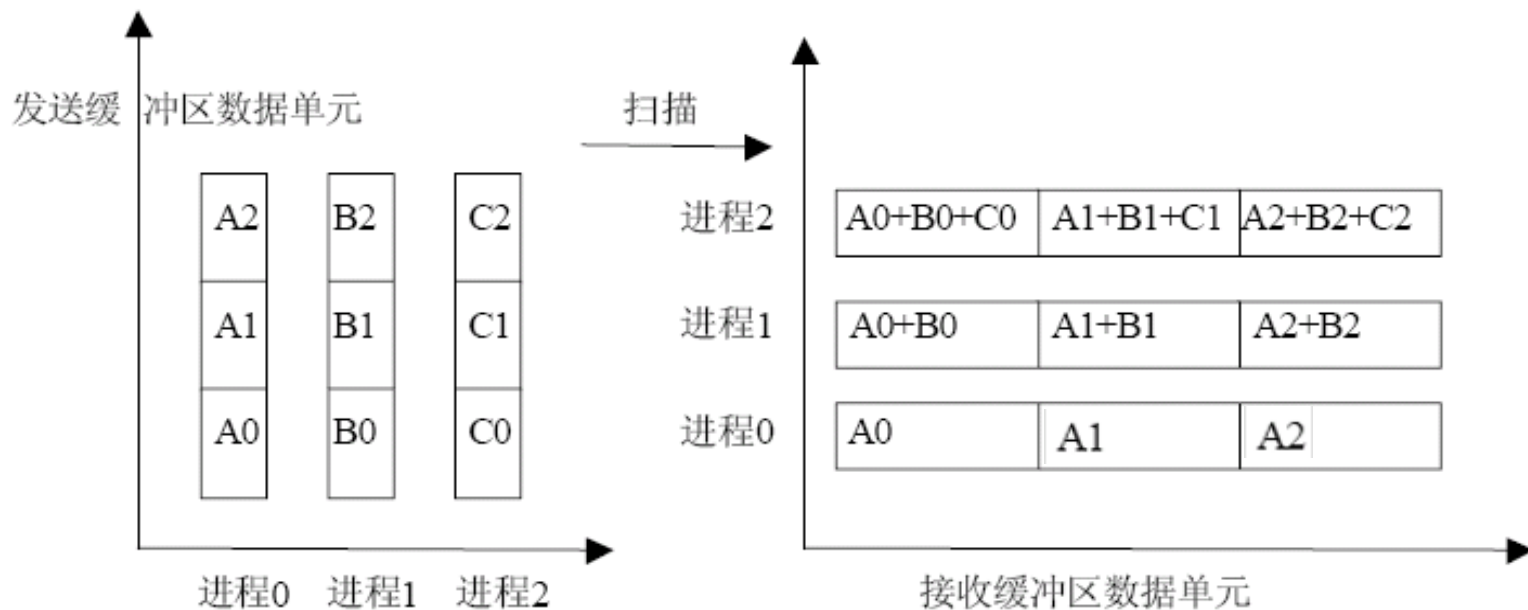 发送缓冲区数据单元
扫描
A2 B2 C2
A1 B1 C1
A0 B0 C0
进程0 进程1 进程2
进程2 A0+B0+C0 A1+B1+C1 A2+B2+C2
进程1 A0+B0 A1+B1 A2+B2
进程0 A0 A1 A2
接收缓冲区数据单元